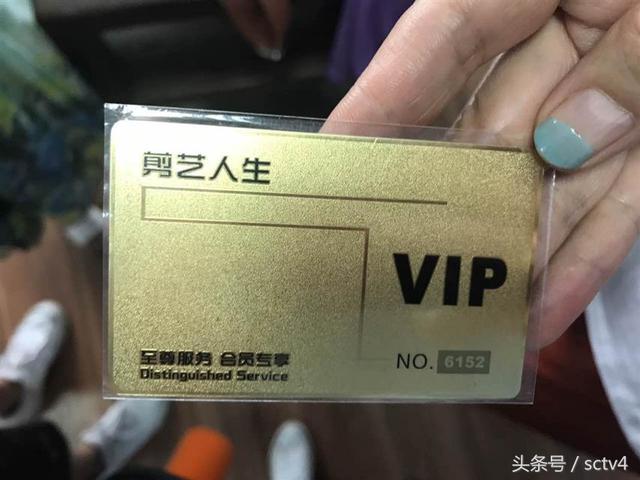 剪艺人生
VIP
至尊服务 会员专享
Distinguished Service
NO. 6152
头条号 / sctv4